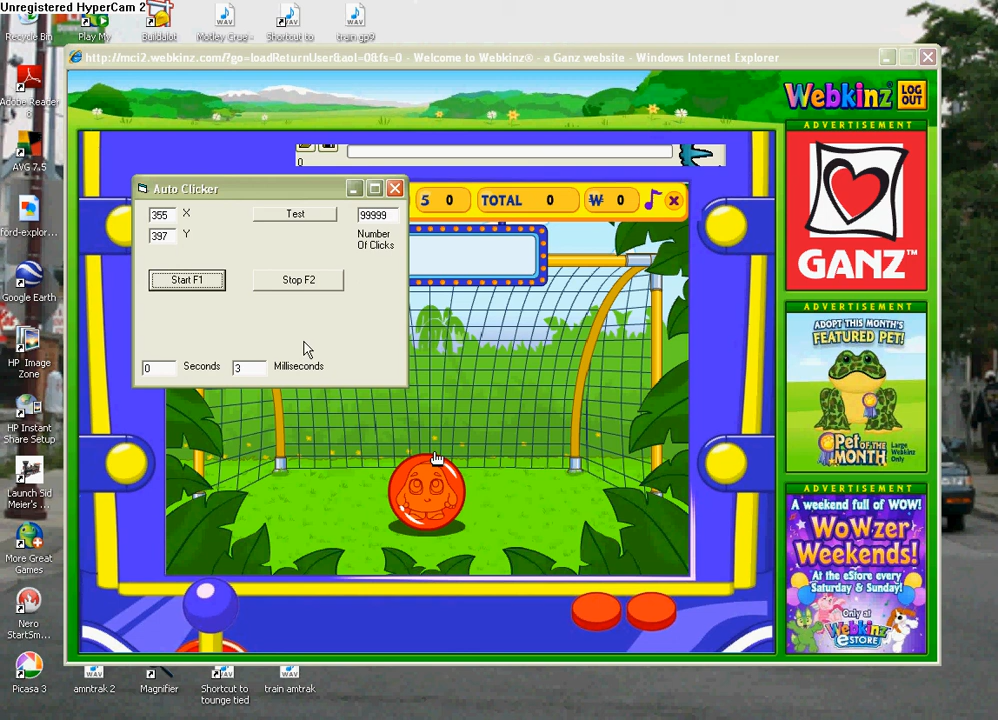 Unregistered HyperCam 2
Recycle Bin
Play My
Buildalot
Motley Crue -
Shortcut to
train gp9
http://mci2.webkinz.com/?go=loadReturnUser&aol=0&fs=0 - Welcome to Webkinz® - a Ganz website - Windows Internet Explorer
Webkinz
LOG
OUT
Adobe Reader
8
AVG 7.5
ford-explor...
Google Earth
HP Image
Zone
HP Instant
Share Setup
Launch Sid
Meier's ...
More Great
Games
Nero
StartSm...
Picasa 3
amntrak 2
Magnifier
Shortcut to
tounge tied
train amtrak
0
5 0
TOTAL 0
W 0
Auto Clicker
355 X
397 Y
Test
99999
Number
Of Clicks
Start F1
Stop F2
0 Seconds
3 Milliseconds
ADVERTISEMENT
GANZ™
ADVERTISEMENT
ADOPT THIS MONTH'S
FEATURED PET!
Pet OF THE
MONTH
Large
Webkinz
Only
ADVERTISEMENT
A weekend full of WOW!
WoWzer
Weekends!
At the eStore every
Saturday & Sunday!
Only at
Webkinz
eSTORE